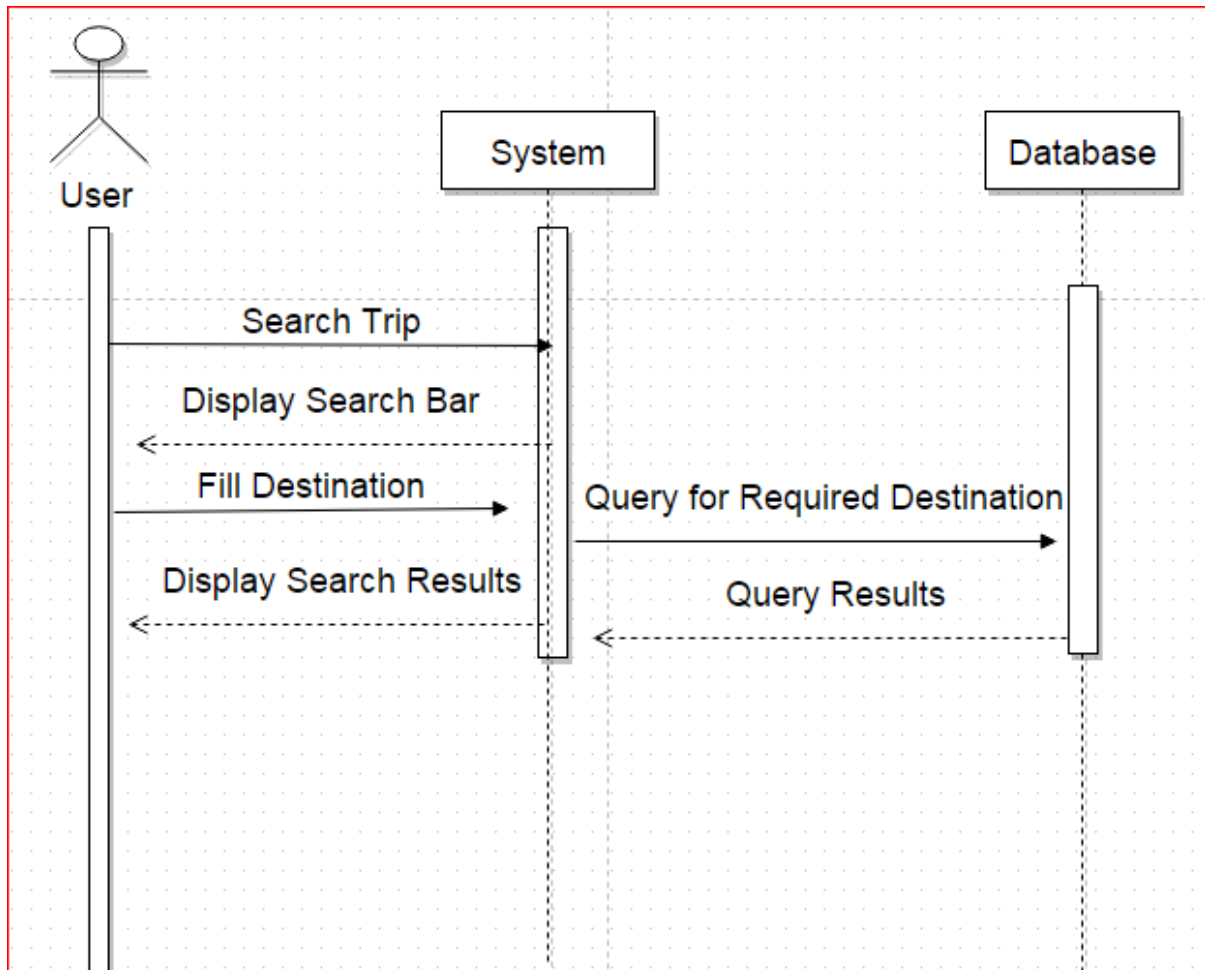 System
Database
User
Search Trip
Display Search Bar
Fill Destination
Query for Required Destination
Display Search Results
Query Results